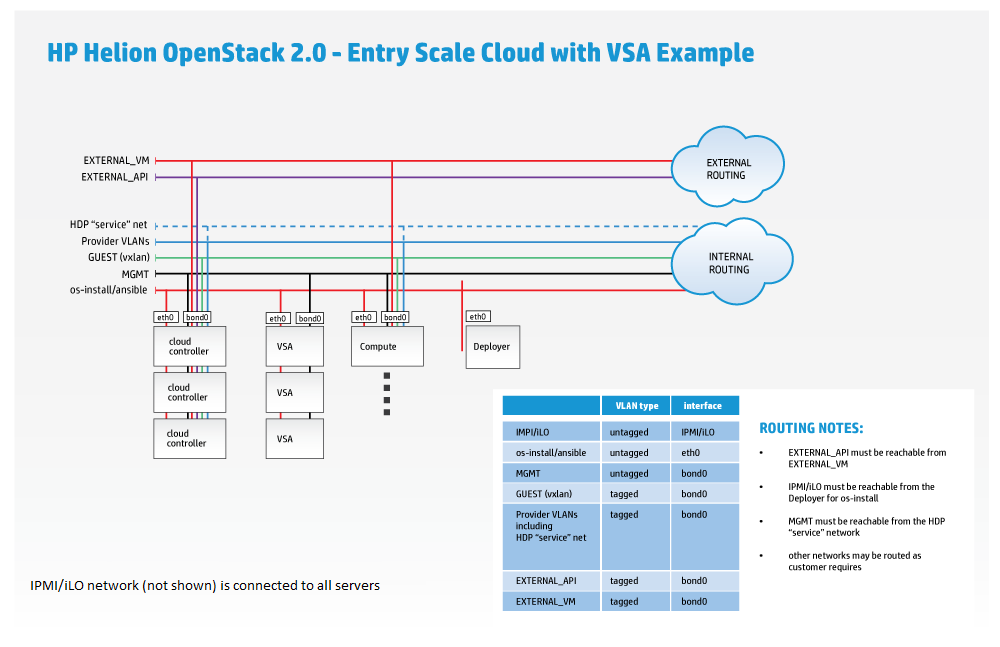 HP Helion OpenStack 2.0 - Entry Scale Cloud with VSA Example
EXTERNAL_VM
EXTERNAL_API
EXTERNAL
ROUTING
HDP “service” net
Provider VLANs
GUEST (vxlan)
MGMT
os-install/ansible
INTERNAL
ROUTING
eth0 bond0
eth0 bond0
eth0 bond0
eth0
cloud
controller
VSA
Compute
Deployer
cloud
controller
VSA
cloud
controller
VSA
VLAN type interface
IMPI/iLO untagged IPMI/iLO
os-install/ansible untagged eth0
MGMT untagged bond0
GUEST (vxlan) tagged bond0
Provider VLANs tagged bond0
including
HDP “service” net
EXTERNAL_API tagged bond0
EXTERNAL_VM tagged bond0
ROUTING NOTES:
• EXTERNAL_API must be reachable from
EXTERNAL_VM
• IPMI/iLO must be reachable from the
Deployer for os-install
• MGMT must be reachable from the HDP
“service” network
• other networks may be routed as
customer requires
IPMI/iLO network (not shown) is connected to all servers